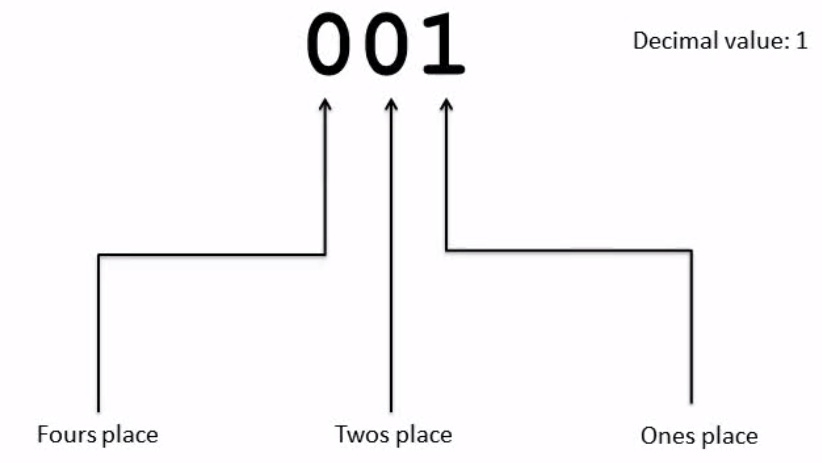 001
Decimal value: 1
Fours place
Twos place
Ones place